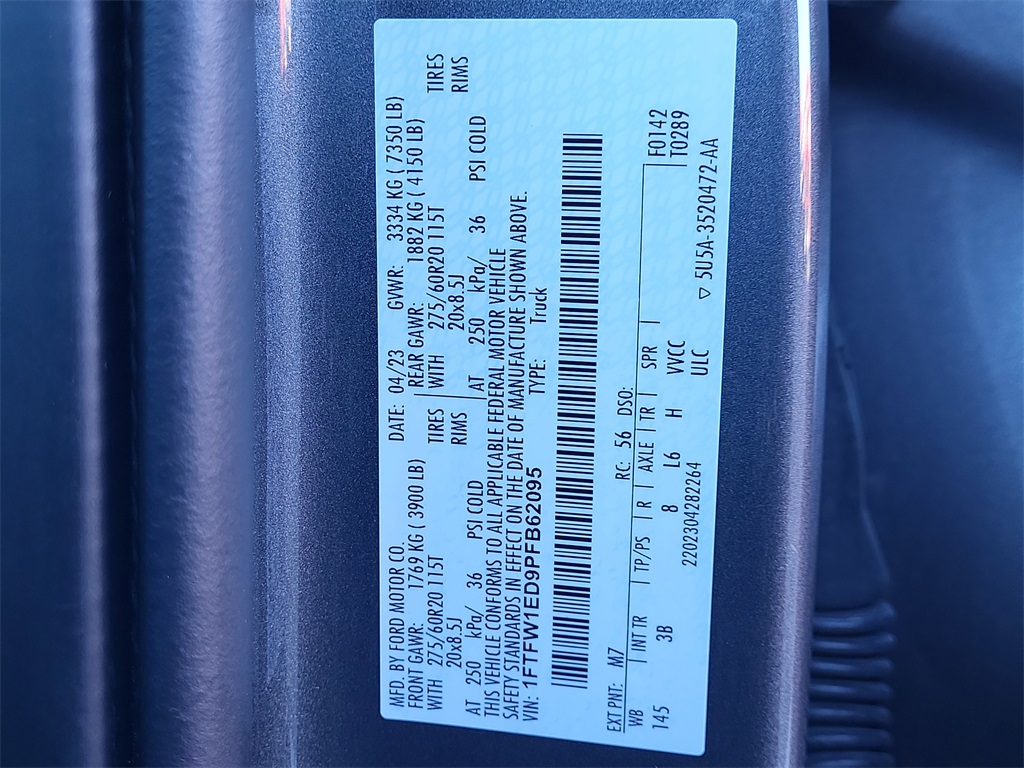 MFD. BY FORD MOTOR CO. DATE: 04/23 GVWR: 3334 KG ( 7350 LB)
FRONT GAWR: 1769 KG ( 3900 LB) REAR GAWR: 1882 KG ( 4150 LB)
WITH 275/60R20 115T TIRES WITH 275/60R20 115T TIRES
20x8.5J RIMS 20x8.5J RIMS
AT 250 kPa/ 36 PSI COLD AT 250 kPa/ 36 PSI COLD
THIS VEHICLE CONFORMS TO ALL APPLICABLE FEDERAL MOTOR VEHICLE
SAFETY STANDARDS IN EFFECT ON THE DATE OF MANUFACTURE SHOWN ABOVE.
VIN: 1FTFW1ED9PFB62095 TYPE: Truck
EXT PNT: M7 RC: 56 DSO: F0142
WB INT TR TP/PS R AXLE TR SPR T0289
145 3B 8 L6 H VVCC
2202304282264 ULC
▽ 5U5A-3520472-AA